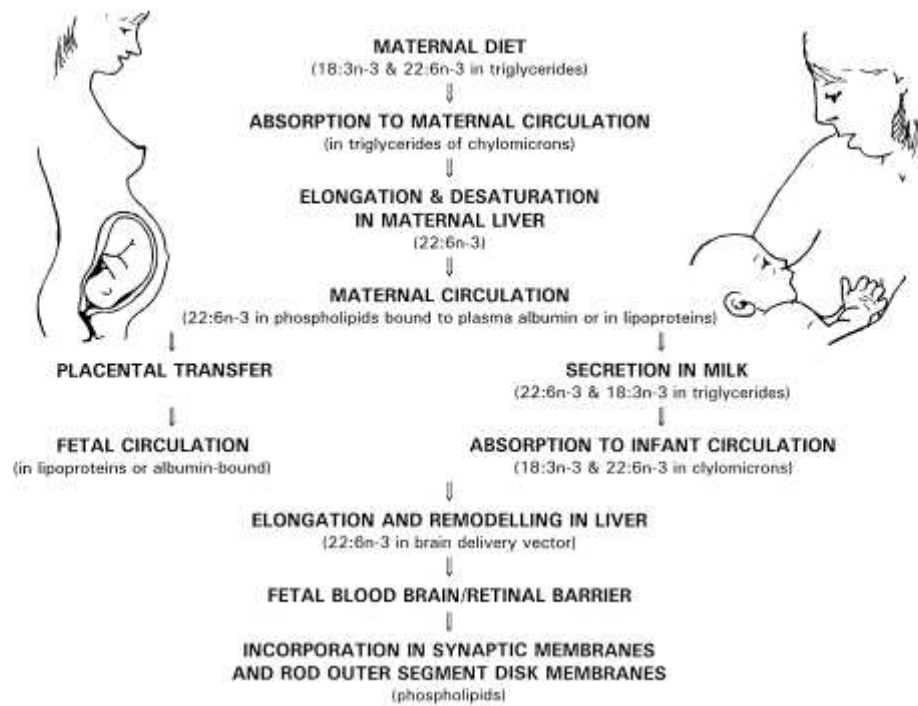 MATERNAL DIET
(18:3n-3 & 22:6n-3 in triglycerides)
ABSORPTION TO MATERNAL CIRCULATION
(in triglycerides of chylomicrons)
ELONGATION & DESATURATION
IN MATERNAL LIVER
(22:6n-3)
MATERNAL CIRCULATION
(22:6n-3 in phospholipids bound to plasma albumin or in lipoproteins)
PLACENTAL TRANSFER
SECRETION IN MILK
(22:6n-3 & 18:3n-3 in triglycerides)
FETAL CIRCULATION
(in lipoproteins or albumin-bound)
ABSORPTION TO INFANT CIRCULATION
(18:3n-3 & 22:6n-3 in clylomicrons)
ELONGATION AND REMODELLING IN LIVER
(22:6n-3 in brain delivery vector)
FETAL BLOOD BRAIN/RETINAL BARRIER
INCORPORATION IN SYNAPTIC MEMBRANES
AND ROD OUTER SEGMENT DISK MEMBRANES
(phospholipids)